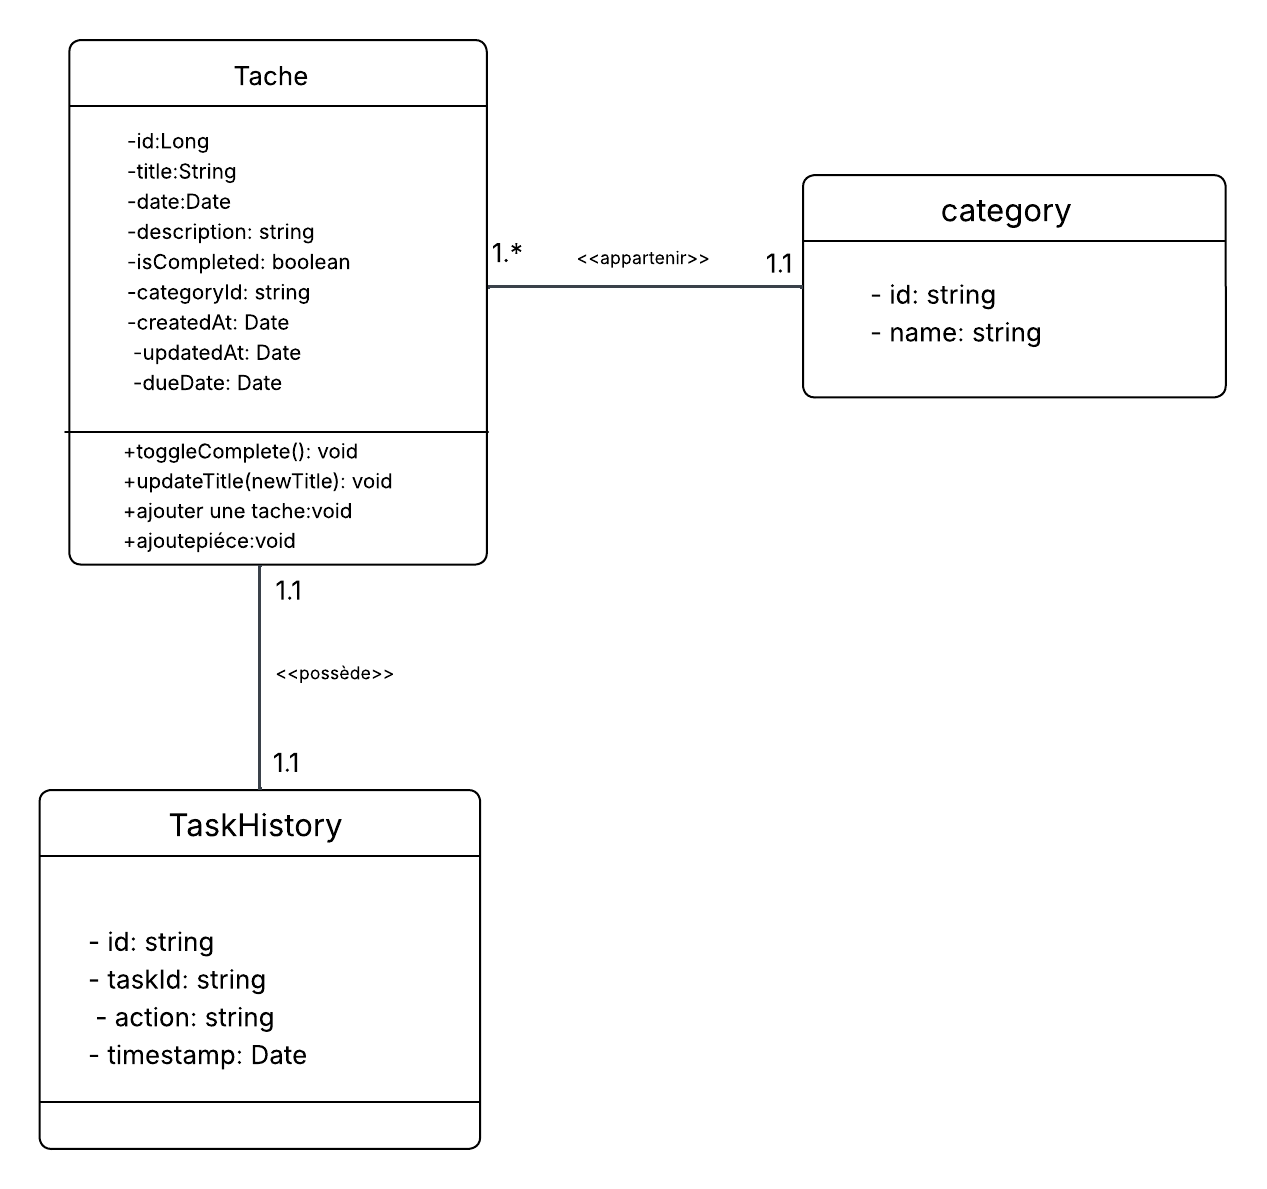 Tache
-id:Long
-title:String
-date:Date
-description: string
-isCompleted: boolean
-categoryId: string
-createdAt: Date
-updatedAt: Date
-dueDate: Date
+toggleComplete(): void
+updateTitle(newTitle): void
+ajouter une tache:void
+ajoutepiéce:void
1.*
<<appartenir>>
1.1
category
- id: string
- name: string
1.1
<<possède>>
1.1
TaskHistory
- id: string
- taskId: string
- action: string
- timestamp: Date